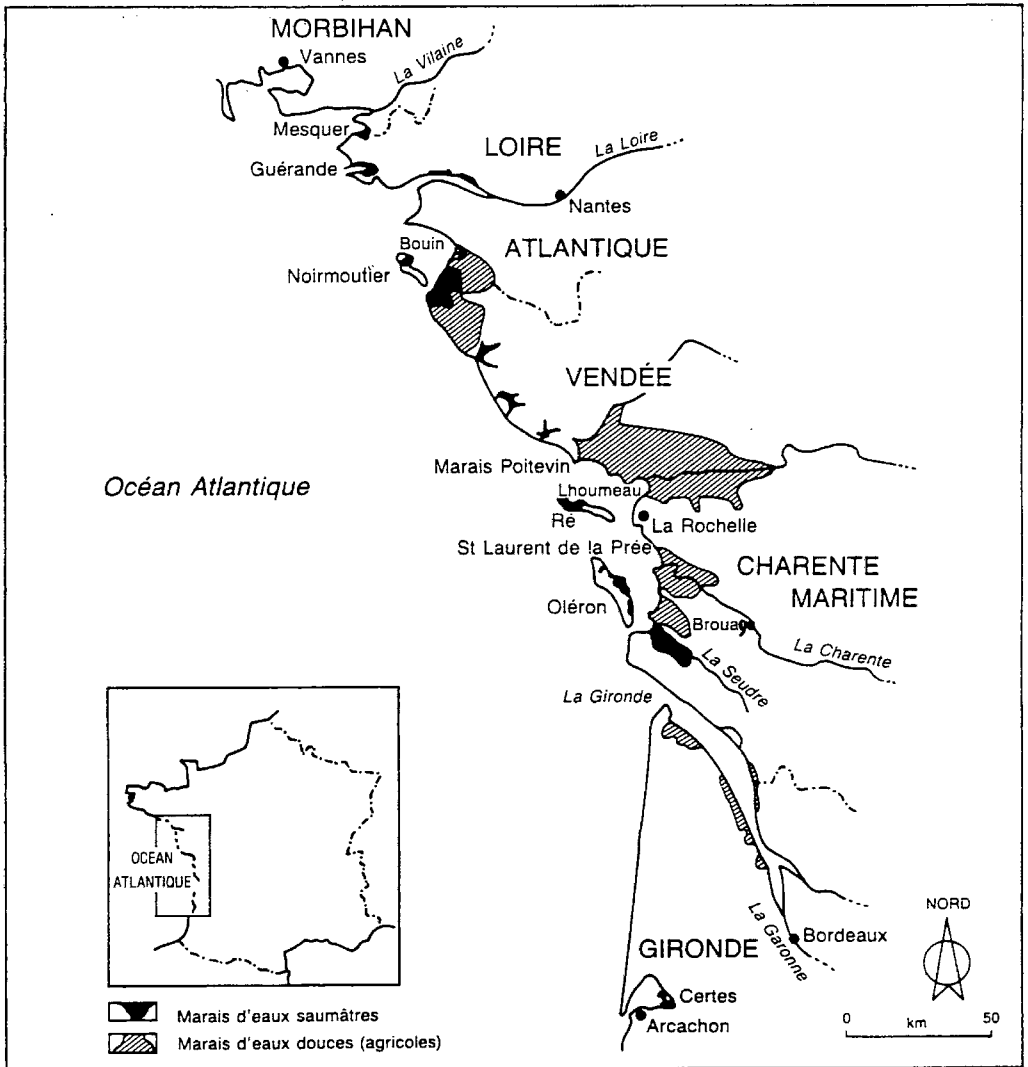 MORBIHAN
Vannes
La Vilaine
Mesquer
LOIRE
La Loire
Guérande
Nantes
Bouin
ATLANTIQUE
Noirmoutier
VENDÉE
Marais Poitevin
Océan Atlantique
Lhoumeau
Ré
La Rochelle
St Laurent de la Prée
CHARENTE
MARITIME
Oléron
Brouage
La Charente
La Seudre
La Gironde
OCEAN
ATLANTIQUE
NORD
La Garonne
Bordeaux
GIRONDE
Certes
Arcachon
0 km 50
Marais d'eaux saumâtres
Marais d'eaux douces (agricoles)